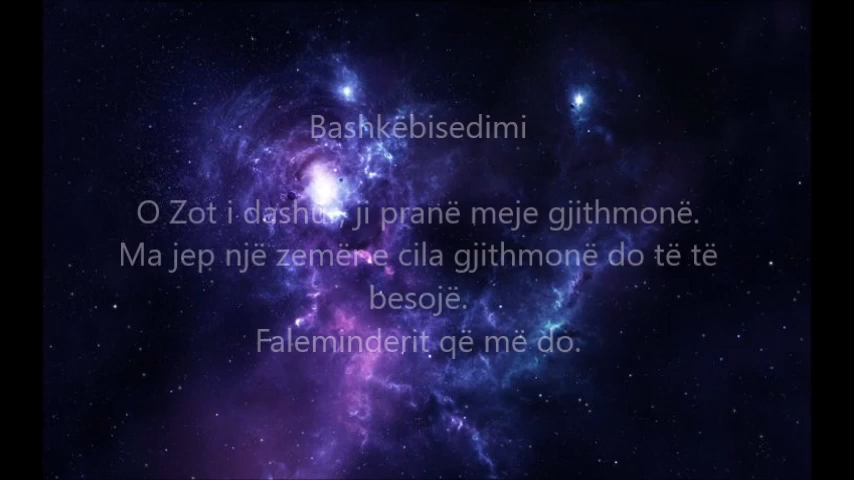 Bashkëbisedimi
O Zot i dashur ji pranë meje gjithmonë.
Ma jep një zemër e cila gjithmonë do të të
besojë.
Faleminderit që më do.